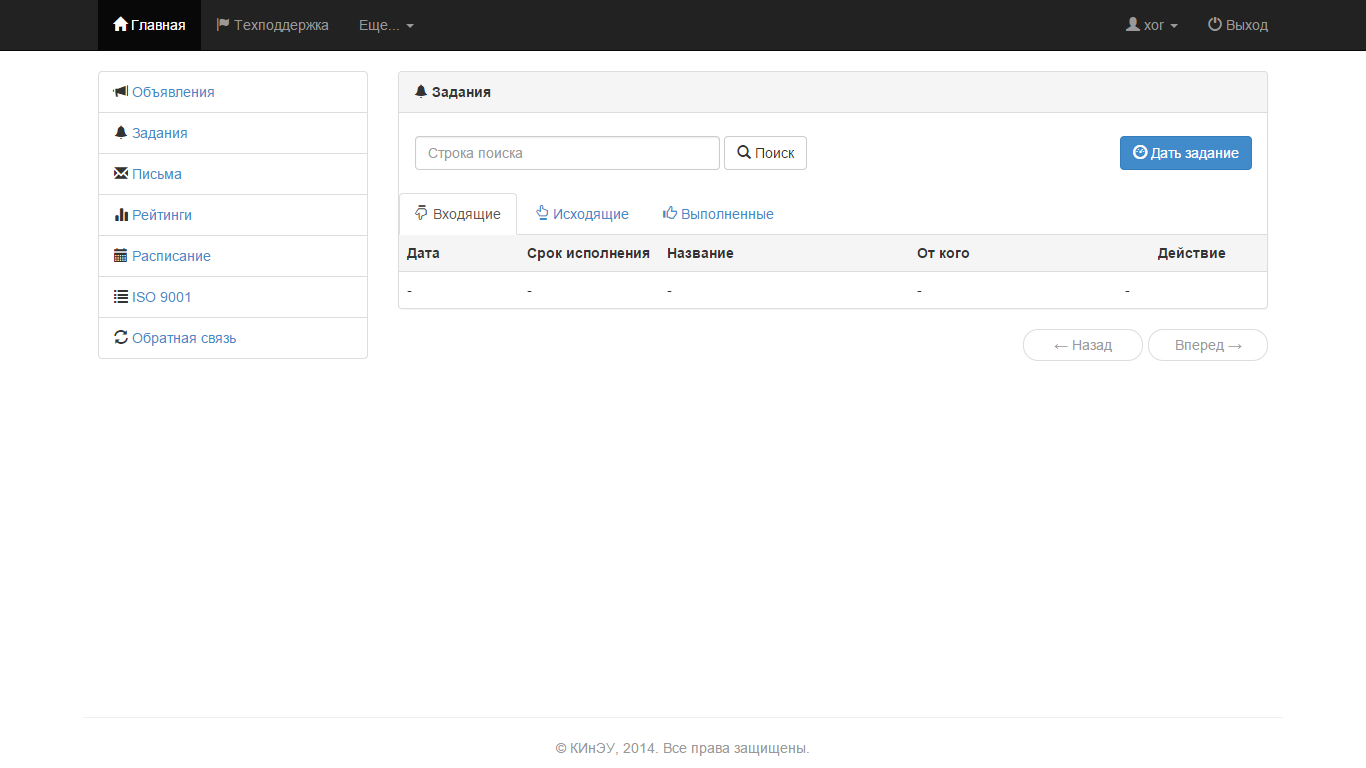 Главная Техподдержка Еще... xor Выход
Объявления
Задания
Письма
Рейтинги
Расписание
ISO 9001
Обратная связь
Задания
Строка поиска Поиск Дать задание
Входящие Исходящие Выполненные
Дата Срок исполнения Название От кого Действие
- - - - -
← Назад Вперед →
© КИнЭУ, 2014. Все права защищены.